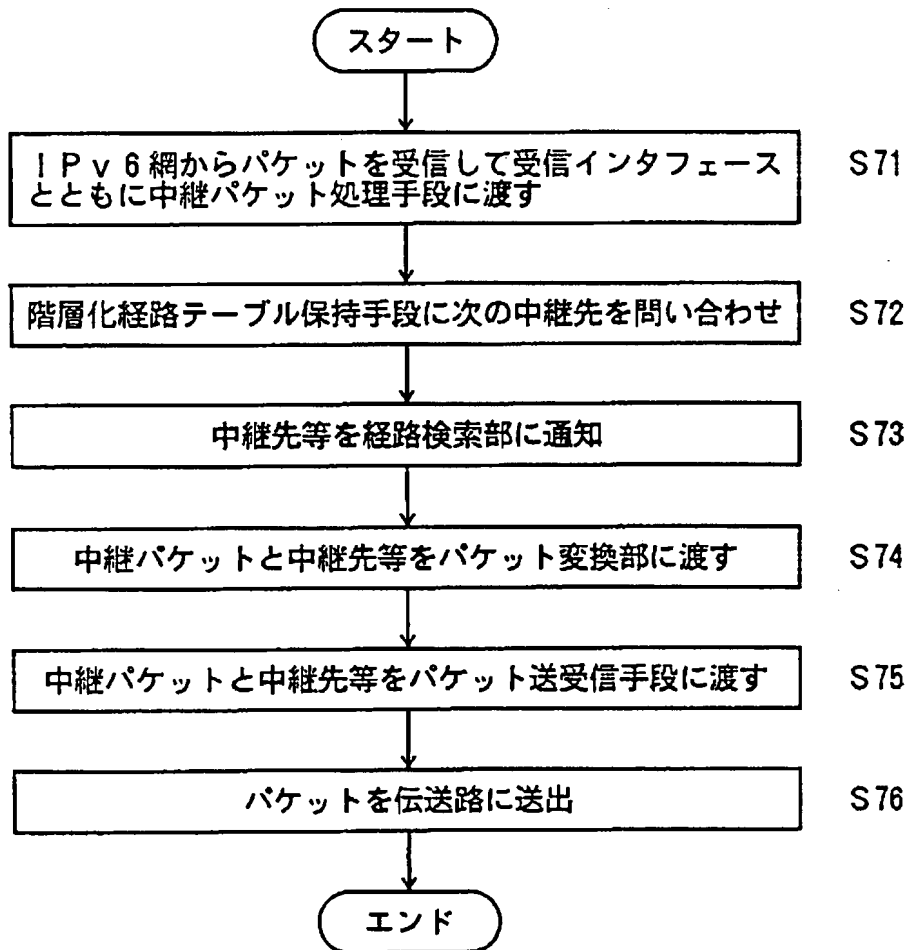 スタート
IPv6網からパケットを受信して受信インタフェース
とともに中継パケット処理手段に渡す
S71
階層化経路テーブル保持手段に次の中継先を問い合わせ
S72
中継先等を経路検索部に通知
S73
中継パケットと中継先等をパケット変換部に渡す
S74
中継パケットと中継先等をパケット送受信手段に渡す
S75
パケットを伝送路に送出
S76
エンド